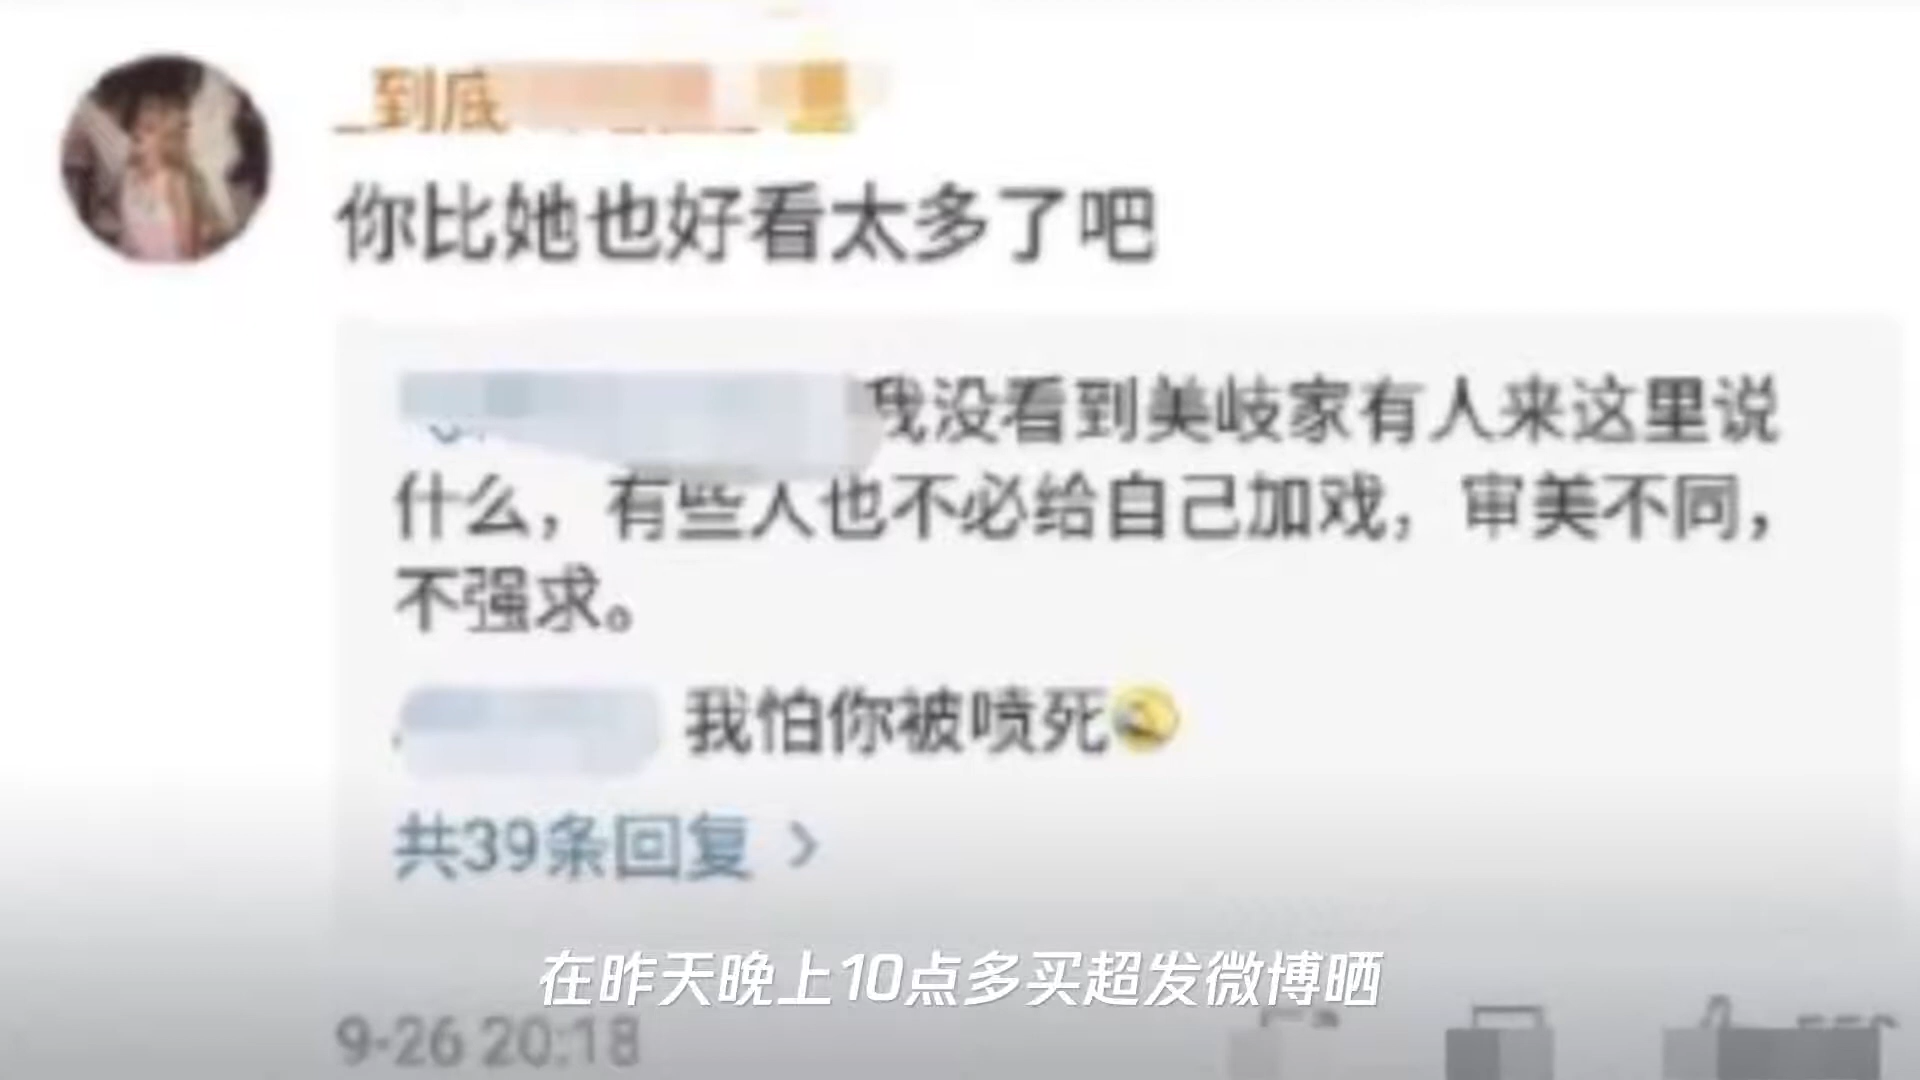 _到底
你比她也好看太多了吧
我没看到美岐家有人来这里说
什么，有些人也不必给自己加戏，审美不同，
不强求。
我怕你被喷死
共39条回复 >
在昨天晚上10点多买超发微博晒
9-26 20:18